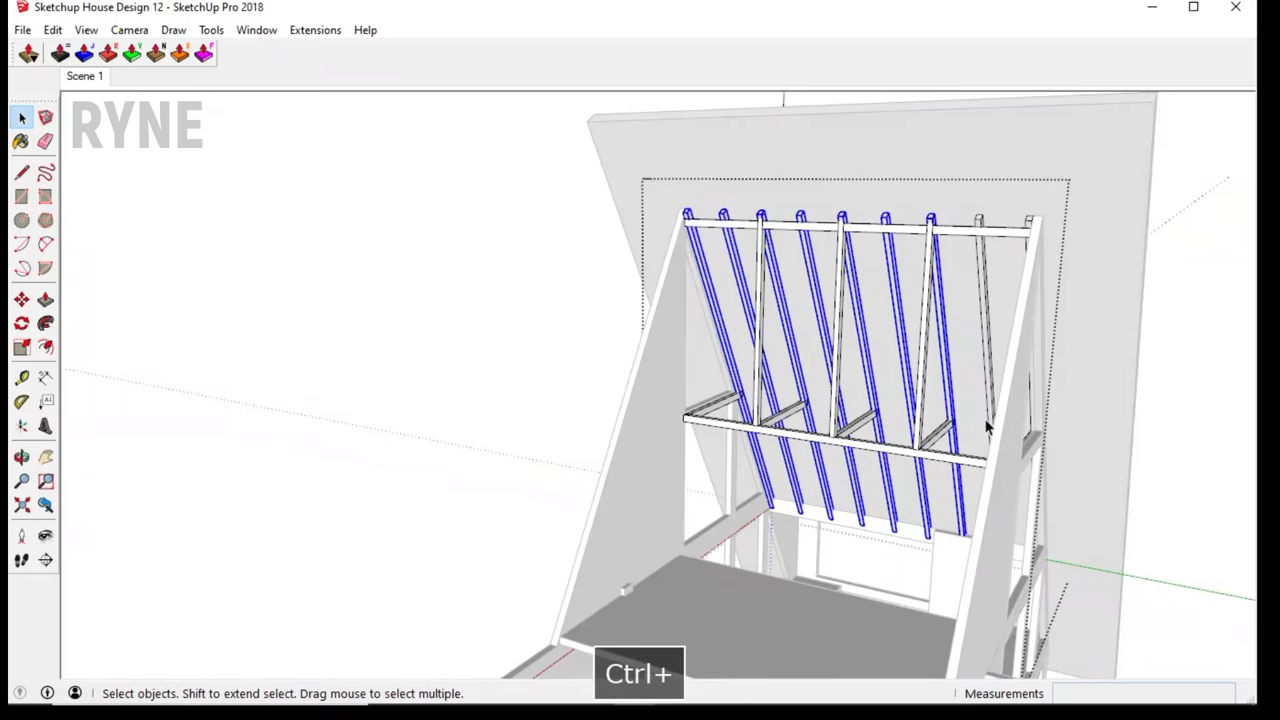 Sketchup House Design 12 - SketchUp Pro 2018
File Edit View Camera Draw Tools Window Extensions Help
Scene 1
RYNE
Ctrl+
Select objects. Shift to extend select. Drag mouse to select multiple.
Measurements